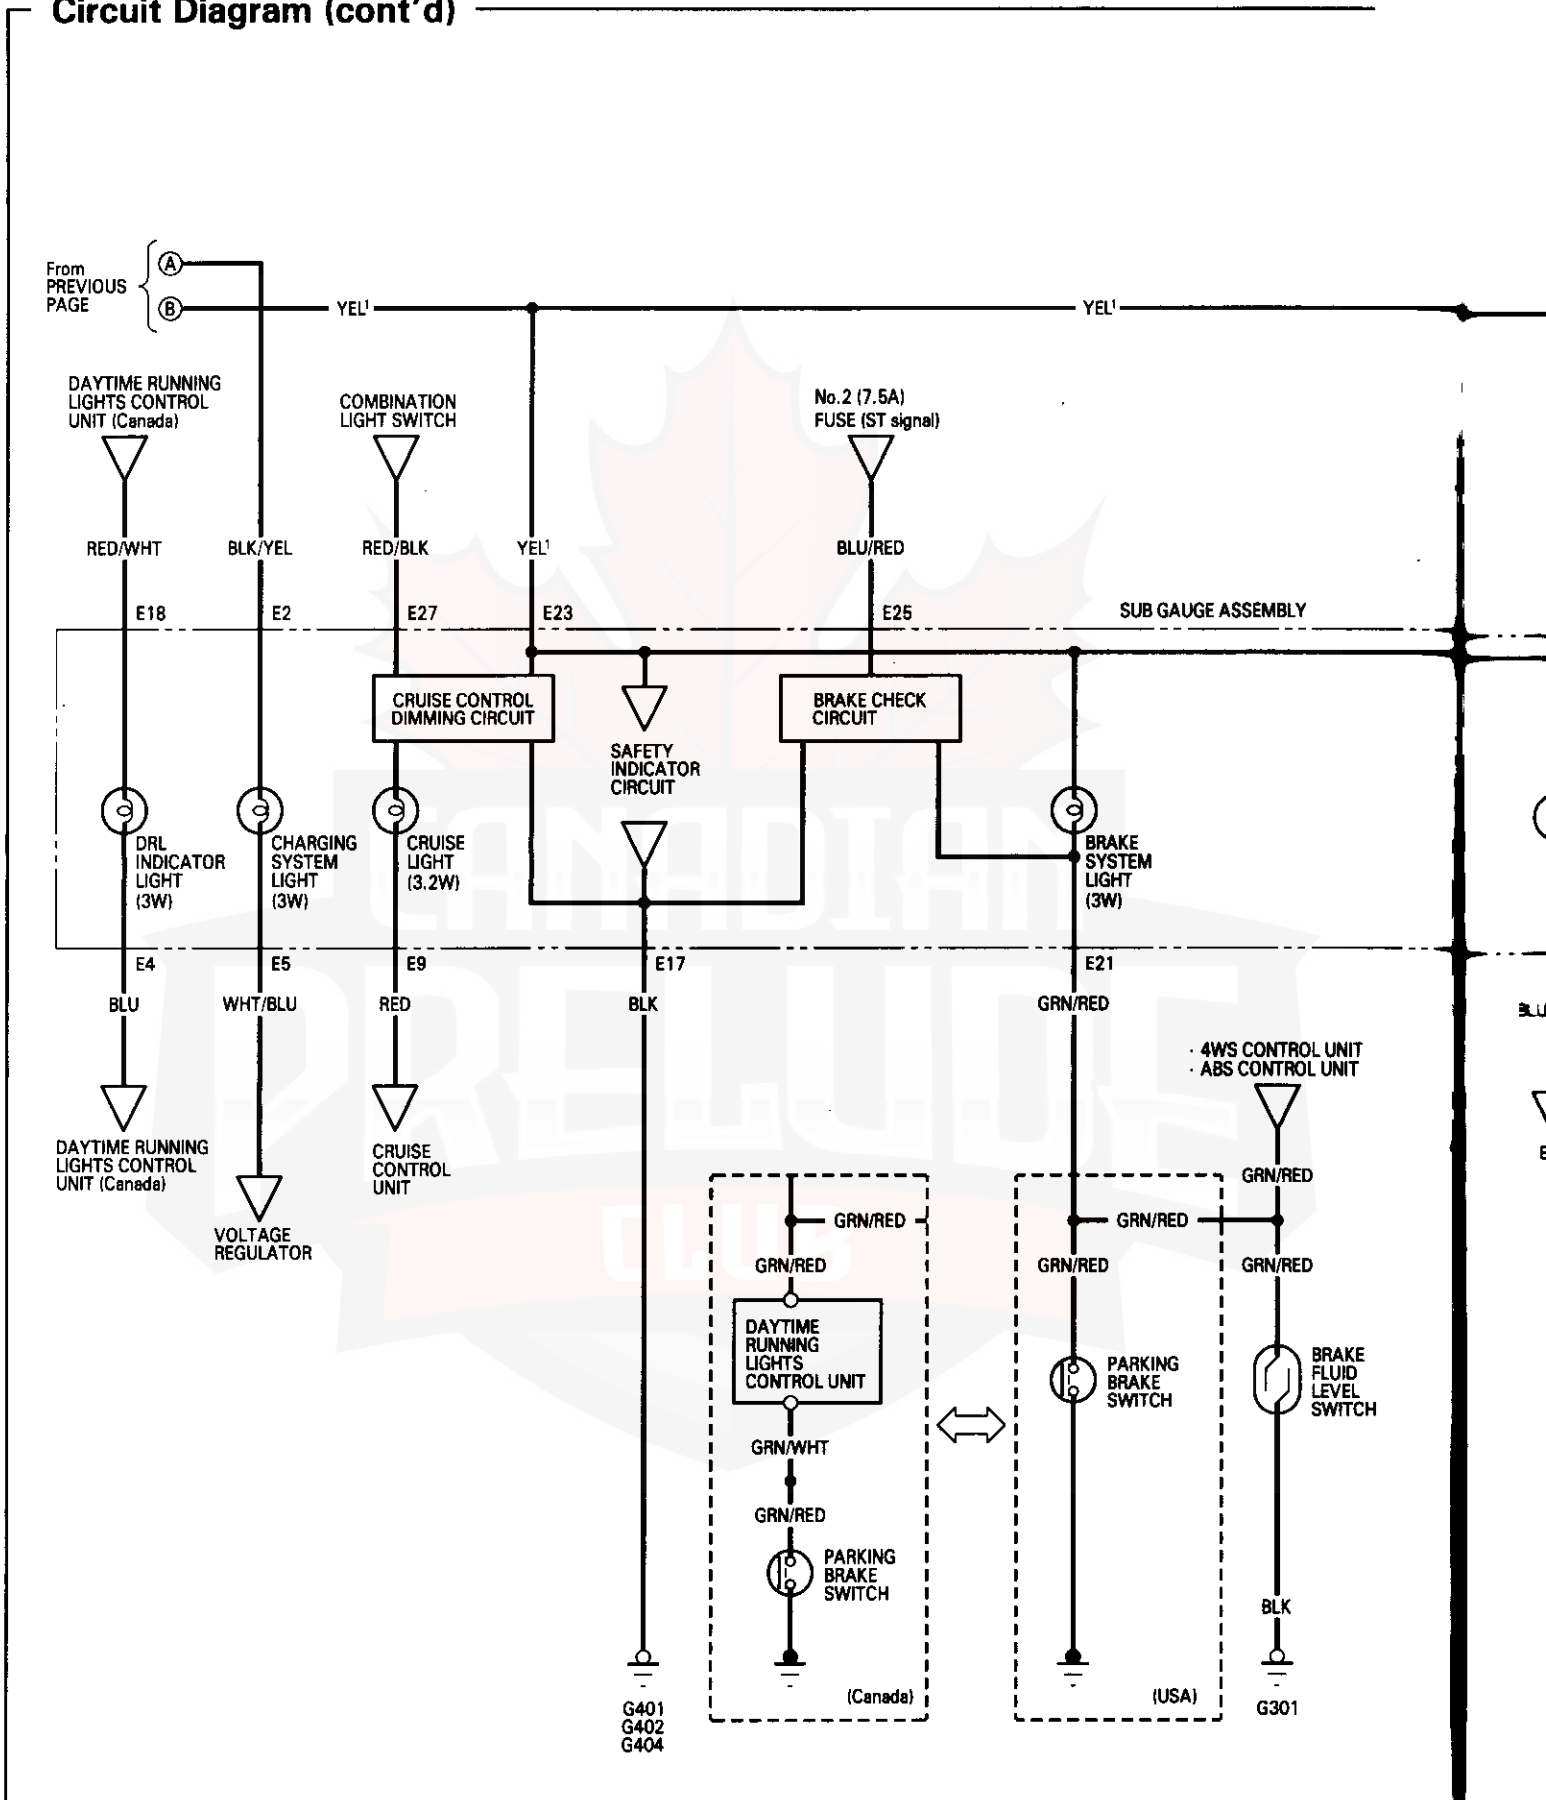 Circuit Diagram (cont'd)
From
PREVIOUS
PAGE
A
B
YEL¹
YEL¹
DAYTIME RUNNING
LIGHTS CONTROL
UNIT (Canada)
COMBINATION
LIGHT SWITCH
No.2 (7.5A)
FUSE (ST signal)
RED/WHT
BLK/YEL
RED/BLK
YEL¹
BLU/RED
E18
E2
E27
E23
E25
SUB GAUGE ASSEMBLY
CRUISE CONTROL
DIMMING CIRCUIT
BRAKE CHECK
CIRCUIT
SAFETY
INDICATOR
CIRCUIT
DRL
INDICATOR
LIGHT
(3W)
CHARGING
SYSTEM
LIGHT
(3W)
CRUISE
LIGHT
(3.2W)
BRAKE
SYSTEM
LIGHT
(3W)
CANADIAN
PRELUDE
CLUB
E4
E5
E9
E17
E21
BLU
WHT/BLU
RED
BLK
GRN/RED
BLU
· 4WS CONTROL UNIT
· ABS CONTROL UNIT
DAYTIME RUNNING
LIGHTS CONTROL
UNIT (Canada)
VOLTAGE
REGULATOR
CRUISE
CONTROL
UNIT
GRN/RED
GRN/RED
GRN/RED
GRN/RED
GRN/RED
GRN/RED
DAYTIME
RUNNING
LIGHTS
CONTROL UNIT
GRN/WHT
GRN/RED
PARKING
BRAKE
SWITCH
PARKING
BRAKE
SWITCH
BRAKE
FLUID
LEVEL
SWITCH
BLK
(Canada)
(USA)
G401
G402
G404
G301